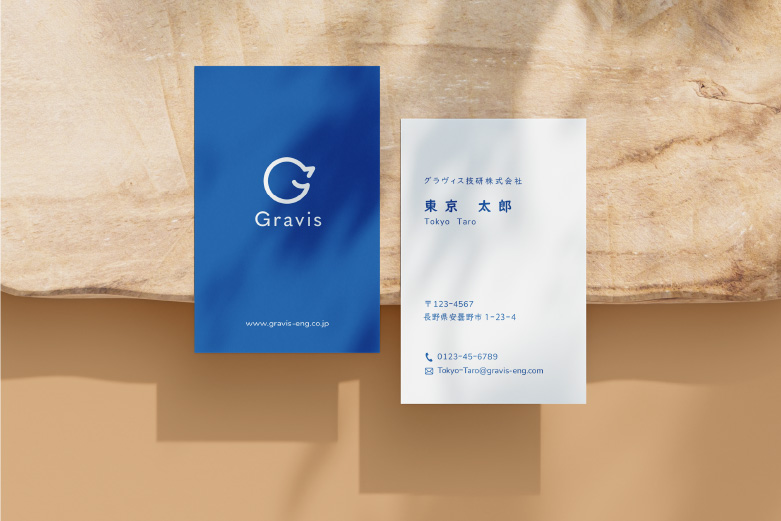 Gravis
www.gravis-eng.co.jp
グラヴィス技研株式会社
東京 太郎
Tokyo Taro
〒123-4567
長野県安曇野市1-23-4
0123-45-6789
Tokyo-Taro@gravis-eng.com